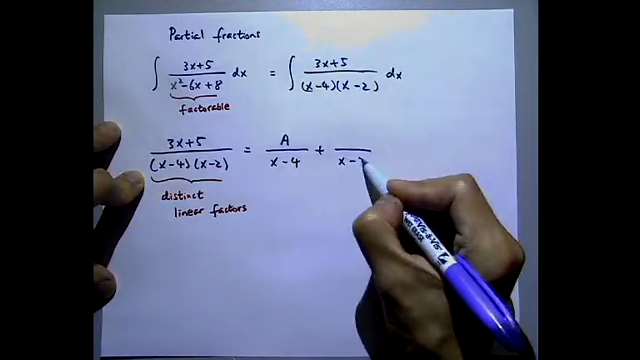 Partial fractions
∫ 3x+5 / x²-6x+8 dx = ∫ 3x+5 / (x-4)(x-2) dx
factorable
3x+5 / (x-4)(x-2) = A / x-4 + / x-2
distinct
linear factors